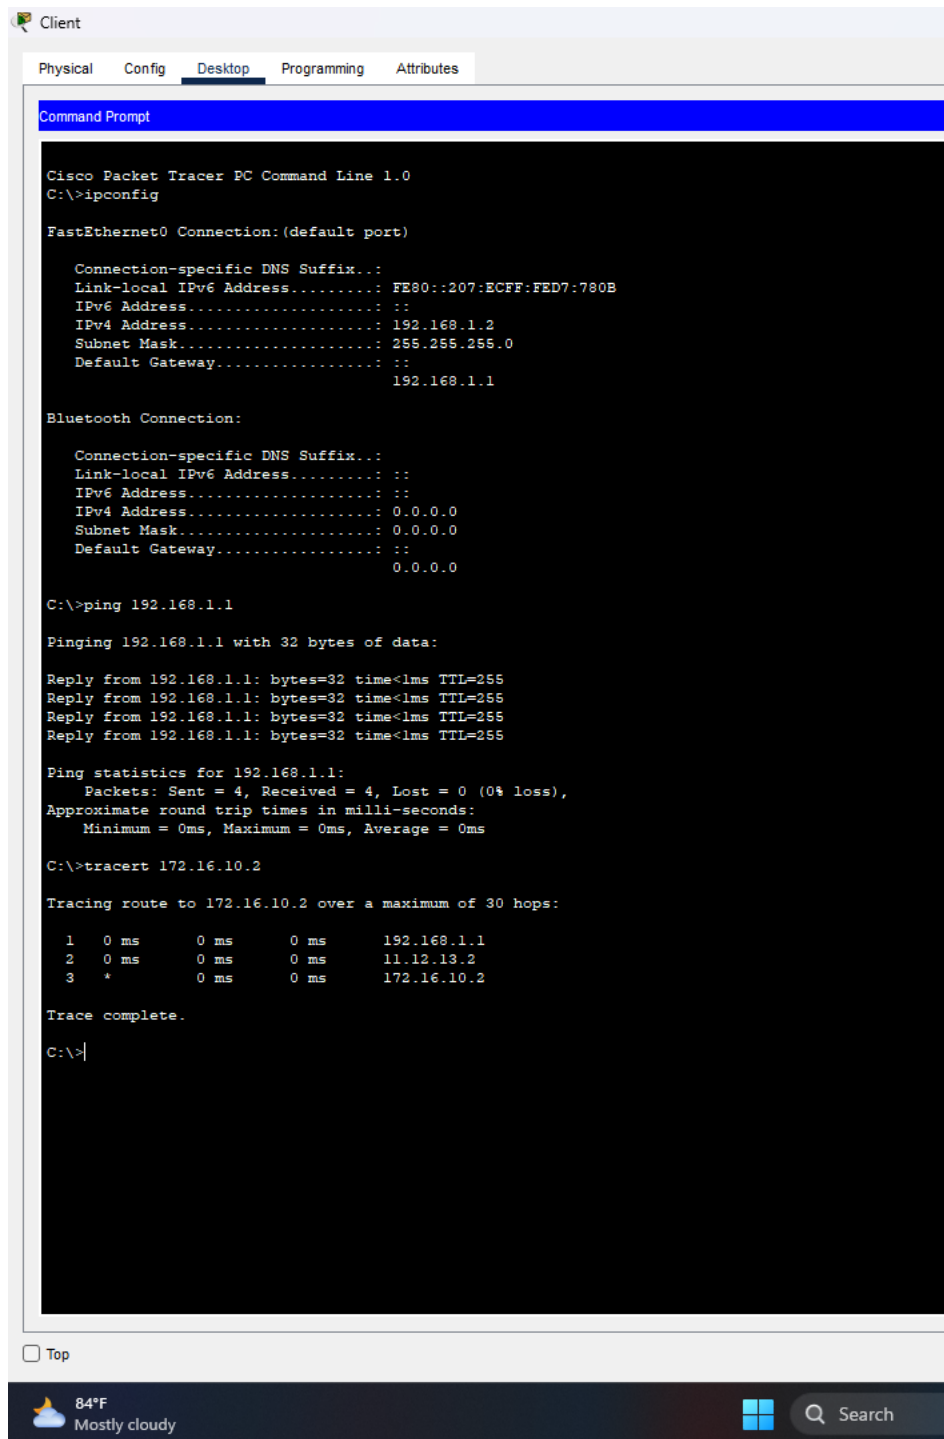 Client
Physical Config Desktop Programming Attributes
Command Prompt
Cisco Packet Tracer PC Command Line 1.0
C:\>ipconfig
FastEthernet0 Connection:(default port)
Connection-specific DNS Suffix..:
Link-local IPv6 Address.........: FE80::207:ECFF:FED7:780B
IPv6 Address....................: ::
IPv4 Address....................: 192.168.1.2
Subnet Mask.....................: 255.255.255.0
Default Gateway.................: ::
192.168.1.1
Bluetooth Connection:
Connection-specific DNS Suffix..:
Link-local IPv6 Address.........: ::
IPv6 Address....................: ::
IPv4 Address....................: 0.0.0.0
Subnet Mask.....................: 0.0.0.0
Default Gateway.................: ::
0.0.0.0
C:\>ping 192.168.1.1
Pinging 192.168.1.1 with 32 bytes of data:
Reply from 192.168.1.1: bytes=32 time<1ms TTL=255
Reply from 192.168.1.1: bytes=32 time<1ms TTL=255
Reply from 192.168.1.1: bytes=32 time<1ms TTL=255
Reply from 192.168.1.1: bytes=32 time<1ms TTL=255
Ping statistics for 192.168.1.1:
Packets: Sent = 4, Received = 4, Lost = 0 (0% loss),
Approximate round trip times in milli-seconds:
Minimum = 0ms, Maximum = 0ms, Average = 0ms
C:\>tracert 172.16.10.2
Tracing route to 172.16.10.2 over a maximum of 30 hops:
1 0 ms 0 ms 0 ms 192.168.1.1
2 0 ms 0 ms 0 ms 11.12.13.2
3 * 0 ms 0 ms 172.16.10.2
Trace complete.
C:\>
Top
84°F
Mostly cloudy
Search